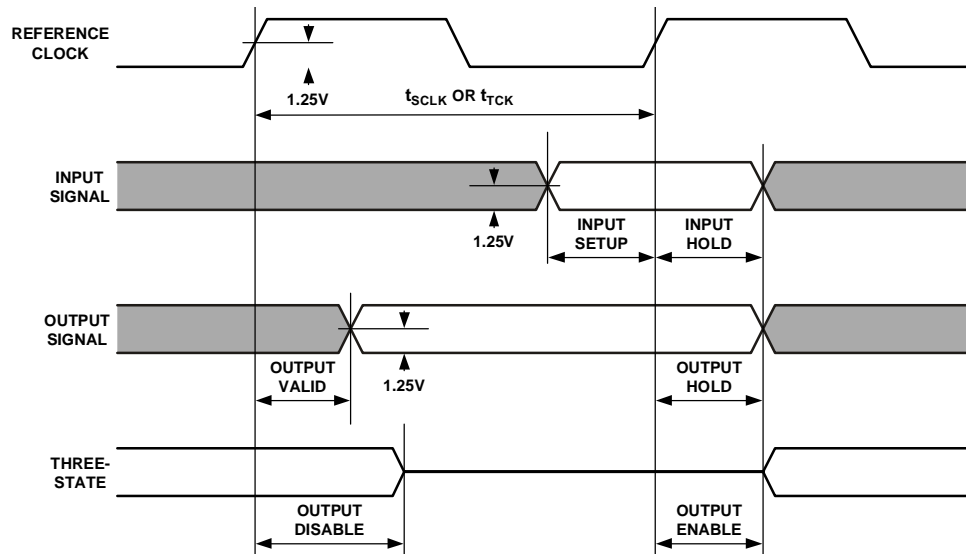 REFERENCE
CLOCK
1.25V
tSCLK OR tTCK
INPUT
SIGNAL
1.25V
INPUT
SETUP
INPUT
HOLD
OUTPUT
SIGNAL
OUTPUT
VALID
1.25V
OUTPUT
HOLD
THREE-
STATE
OUTPUT
DISABLE
OUTPUT
ENABLE